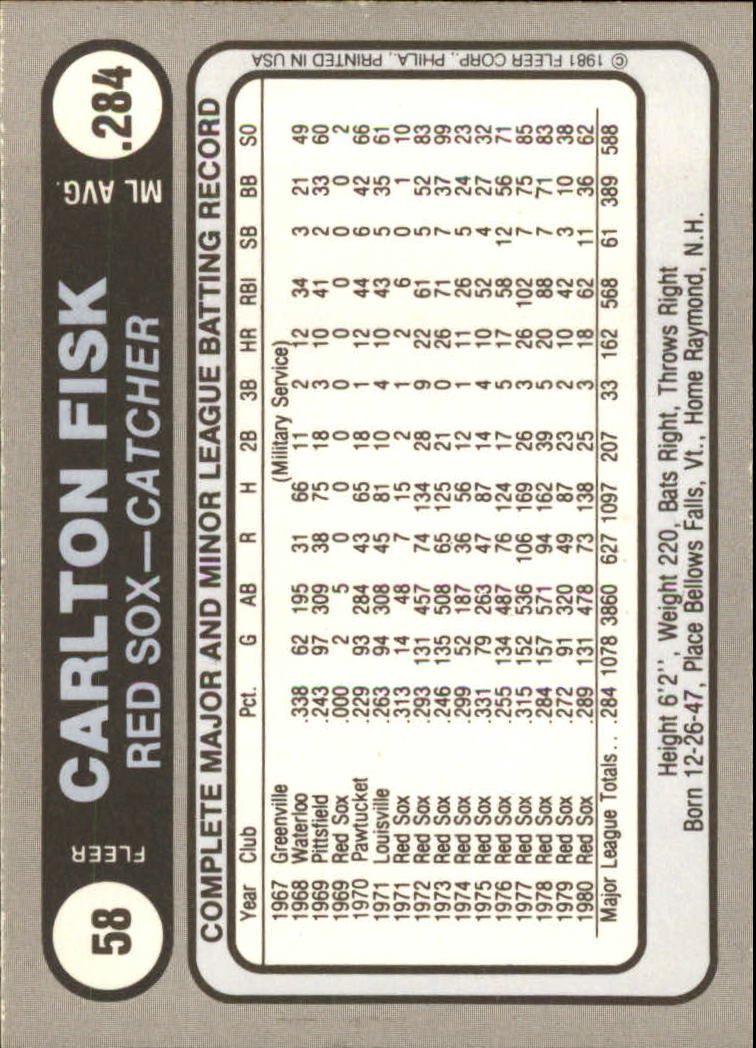 58
FLEER
CARLTON FISK
RED SOX—CATCHER
ML AVG.
.284
COMPLETE MAJOR AND MINOR LEAGUE BATTING RECORD
Year Club Pct. G AB R H 2B 3B HR RBI SB BB SO
1967 Greenville (Military Service)
1968 Waterloo .338 62 195 31 66 11 2 12 34 3 21 49
1969 Pittsfield .243 97 309 38 75 18 3 10 41 2 33 60
1969 Red Sox .000 2 5 0 0 0 0 0 0 0 0 2
1970 Pawtucket .229 93 284 43 65 18 1 12 44 6 42 66
1971 Louisville .263 94 308 45 81 10 4 10 43 5 35 61
1971 Red Sox .313 14 48 7 15 2 1 2 6 0 1 10
1972 Red Sox .293 131 457 74 134 28 9 22 61 5 52 83
1973 Red Sox .246 135 508 65 125 21 0 26 71 7 37 99
1974 Red Sox .299 52 187 36 56 12 1 11 26 5 24 23
1975 Red Sox .331 79 263 47 87 14 4 10 52 4 27 32
1976 Red Sox .255 134 487 76 124 17 5 17 58 12 56 71
1977 Red Sox .315 152 536 106 169 26 3 26 102 7 75 85
1978 Red Sox .284 157 571 94 162 39 5 20 88 7 71 83
1979 Red Sox .272 91 320 49 87 23 2 10 42 3 10 38
1980 Red Sox .289 131 478 73 138 25 3 18 62 11 36 62
Major League Totals.. .284 1078 3860 627 1097 207 33 162 568 61 389 588
Height 6'2'', Weight 220, Bats Right, Throws Right
Born 12-26-47, Place Bellows Falls, Vt., Home Raymond, N.H.
© 1981 FLEER CORP., PHILA., PRINTED IN USA